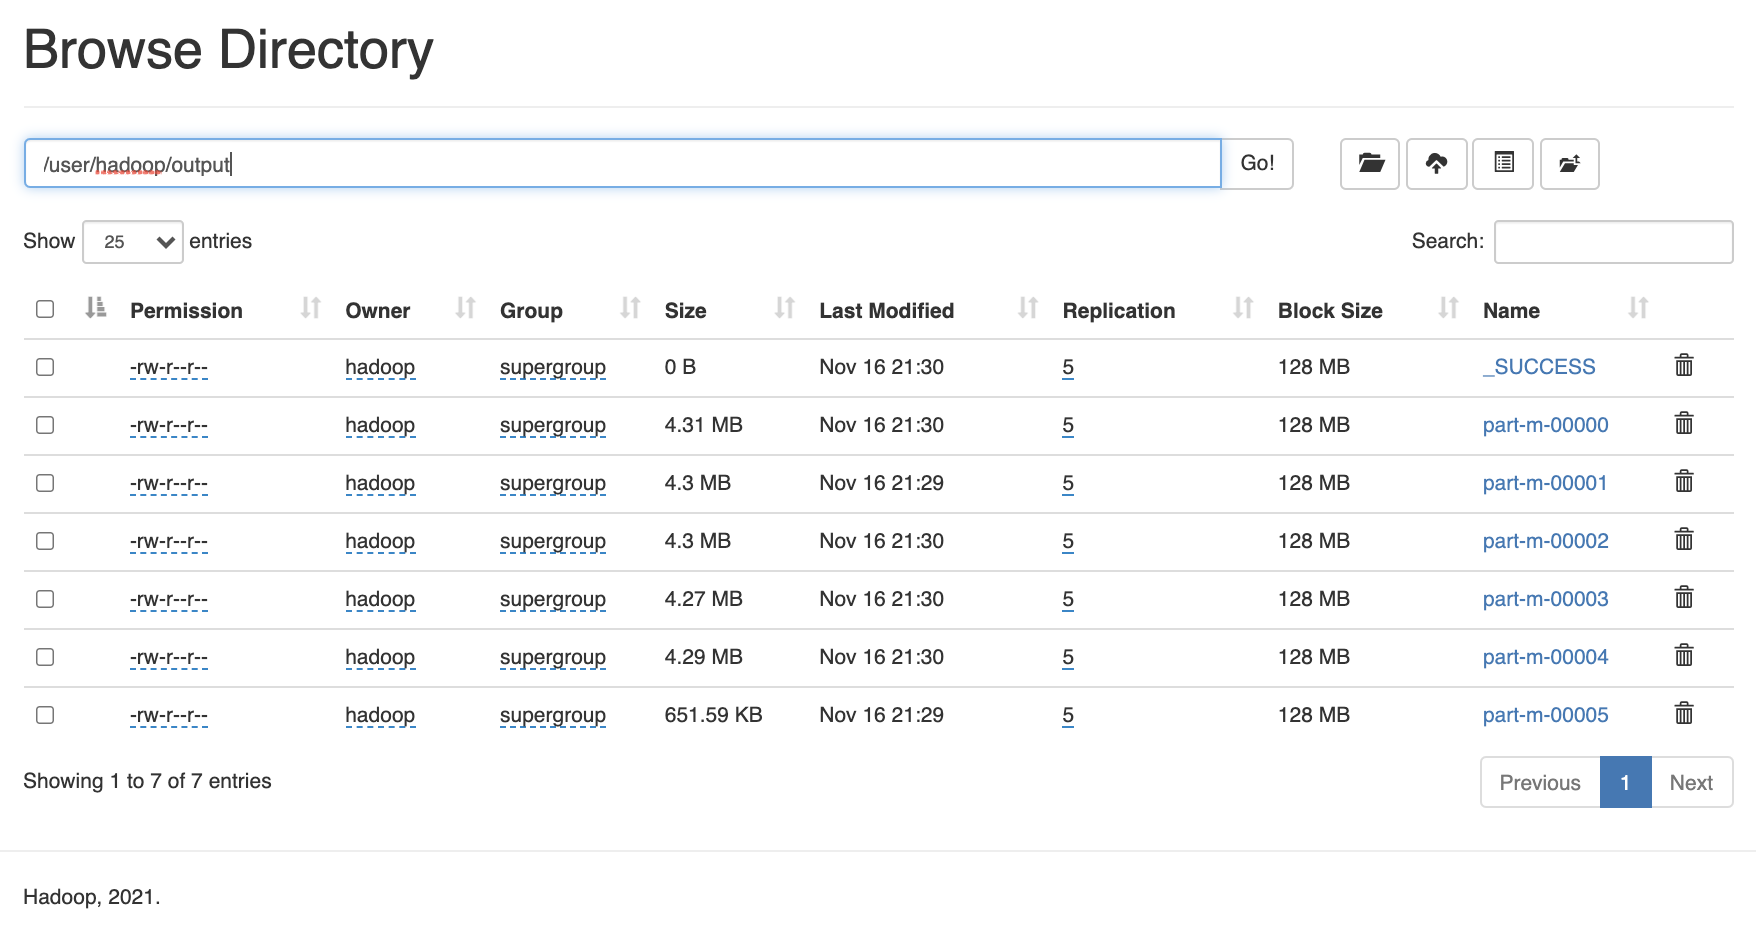 Browse Directory
/user/hadoop/output Go!
Show 25 entries Search:
Permission Owner Group Size Last Modified Replication Block Size Name
-rw-r--r-- hadoop supergroup 0 B Nov 16 21:30 5 128 MB _SUCCESS
-rw-r--r-- hadoop supergroup 4.31 MB Nov 16 21:30 5 128 MB part-m-00000
-rw-r--r-- hadoop supergroup 4.3 MB Nov 16 21:29 5 128 MB part-m-00001
-rw-r--r-- hadoop supergroup 4.3 MB Nov 16 21:30 5 128 MB part-m-00002
-rw-r--r-- hadoop supergroup 4.27 MB Nov 16 21:30 5 128 MB part-m-00003
-rw-r--r-- hadoop supergroup 4.29 MB Nov 16 21:30 5 128 MB part-m-00004
-rw-r--r-- hadoop supergroup 651.59 KB Nov 16 21:29 5 128 MB part-m-00005
Showing 1 to 7 of 7 entries Previous 1 Next
Hadoop, 2021.